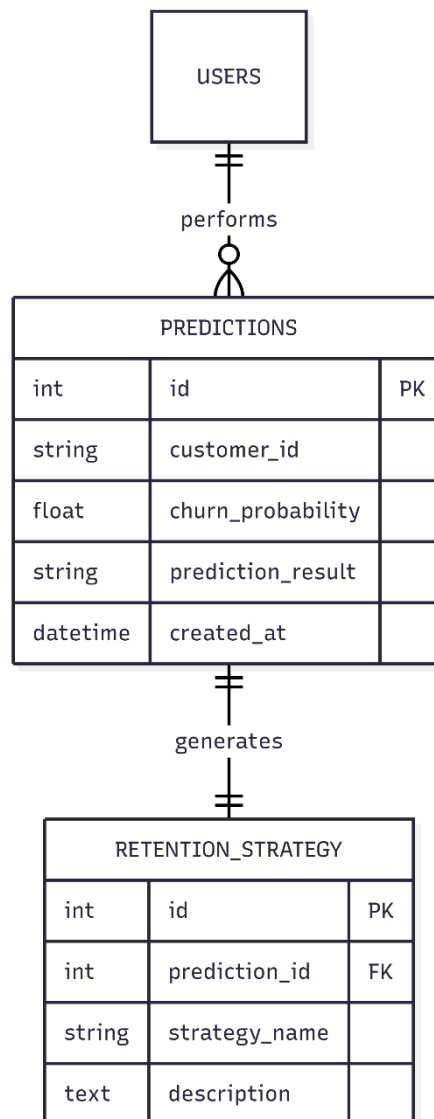 USERS
performs
PREDICTIONS
int id PK
string customer_id
float churn_probability
string prediction_result
datetime created_at
generates
RETENTION_STRATEGY
int id PK
int prediction_id FK
string strategy_name
text description